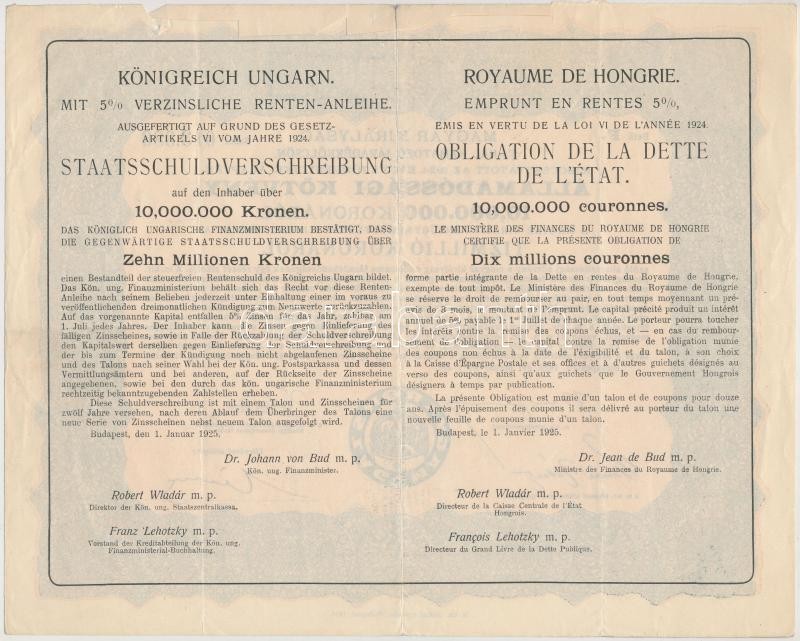 KÖNIGREICH UNGARN.
MIT 5% VERZINSLICHE RENTEN-ANLEIHE.
AUSGEFERTIGT AUF GRUND DES GESETZ-
ARTIKELS VI VOM JAHRE 1924.
STAATSSCHULDVERSCHREIBUNG
auf den Inhaber über
10,000.000 Kronen.
DAS KÖNIGLICH UNGARISCHE FINANZMINISTERIUM BESTÄTIGT, DASS
DIE GEGENWÄRTIGE STAATSSCHULDVERSCHREIBUNG ÜBER
Zehn Millionen Kronen
einen Bestandteil der steuerfreien Rentenschuld des Königreichs Ungarn bildet.
Das Kön. ung. Finanzministerium behält sich das Recht vor diese Renten-
Anleihe nach seinem Belieben jederzeit unter Einhaltung einer im voraus zu
veröffentlichenden dreimonatlichen Kündigung zum Nennwerte zurückzuzahlen.
Auf das vorgenannte Kapital entfallen 5% Zinsen für das Jahr, zahlbar am
1. Juli jedes Jahres. Der Inhaber kann die Zinsen gegen Einlieferung des
fälligen Zinsscheines, sowie im Falle der Rückzahlung der Schuldverschreibung
den Kapitalswert derselben gegen Einlieferung der Schuldverschreibung und
der bis zum Termine der Kündigung noch nicht abgelaufenen Zinsscheine
und des Talons nach seiner Wahl bei der Kön. ung. Postsparkassa und dessen
Vermittlungsämtern und bei anderen, auf der Rückseite der Zinsscheine
angegebenen, sowie bei den durch das kön. ungarische Finanzministerium
rechtzeitig bekanntzugebenden Zahlstellen erheben.
Diese Schuldverschreibung ist mit einem Talon und Zinsscheinen für
zwölf Jahre versehen, nach deren Ablauf dem Überbringer des Talons eine
neue Serie von Zinsscheinen nebst neuem Talon ausgefolgt wird.
Budapest, den 1. Januar 1925.
Dr. Johann von Bud m. p.
Kön. ung. Finanzminister.
Robert Wladár m. p.
Direktor der Kön. ung. Staatszentralkassa.
Franz Lehotzky m. p.
Vorstand der Kreditabteilung der Kön. ung.
Finanzministerial-Buchhaltung.
ROYAUME DE HONGRIE.
EMPRUNT EN RENTES 5%,
EMIS EN VERTU DE LA LOI VI DE L'ANNÉE 1924.
OBLIGATION DE LA DETTE
DE L'ÉTAT.
10,000.000 couronnes.
LE MINISTÈRE DES FINANCES DU ROYAUME DE HONGRIE
CERTIFIE QUE LA PRÉSENTE OBLIGATION DE
Dix millions couronnes
forme partie intégrante de la Dette en rentes du Royaume de Hongrie,
exempte de tout impôt. Le Ministère des Finances du Royaume de Hongrie
se réserve le droit de rembourser au pair, en tout temps moyennant un pré-
avis de 3 mois, le montant de l'emprunt. Le capital précité produit un intérêt
annuel de 5%, payable le 1er Juillet de chaque année. Le porteur pourra toucher
les intérêts contre la remise des coupons échus, et — en cas du rembour-
sement de l'obligation — le capital contre la remise de l'obligation munie
des coupons non échus à la date de l'éxigibilité et du talon, à son choix
à la Caisse d'Épargne Postale et ses offices et à d'autres guichets désignés au
verso des coupons, ainsi qu'aux guichets que le Gouvernement Hongrois
désignera à temps par publication.
La présente Obligation est munie d'un talon et de coupons pour douze
ans. Après l'épuisement des coupons il sera délivré au porteur du talon une
nouvelle feuille de coupons munie d'un talon.
Budapest, le 1. Janvier 1925.
Dr. Jean de Bud m. p.
Ministre des Finances du Royaume de Hongrie.
Robert Wladár m. p.
Directeur de la Caisse Centrale de l'État
Hongrois.
François Lehotzky m. p.
Directeur du Grand Livre de la Dette Publique.